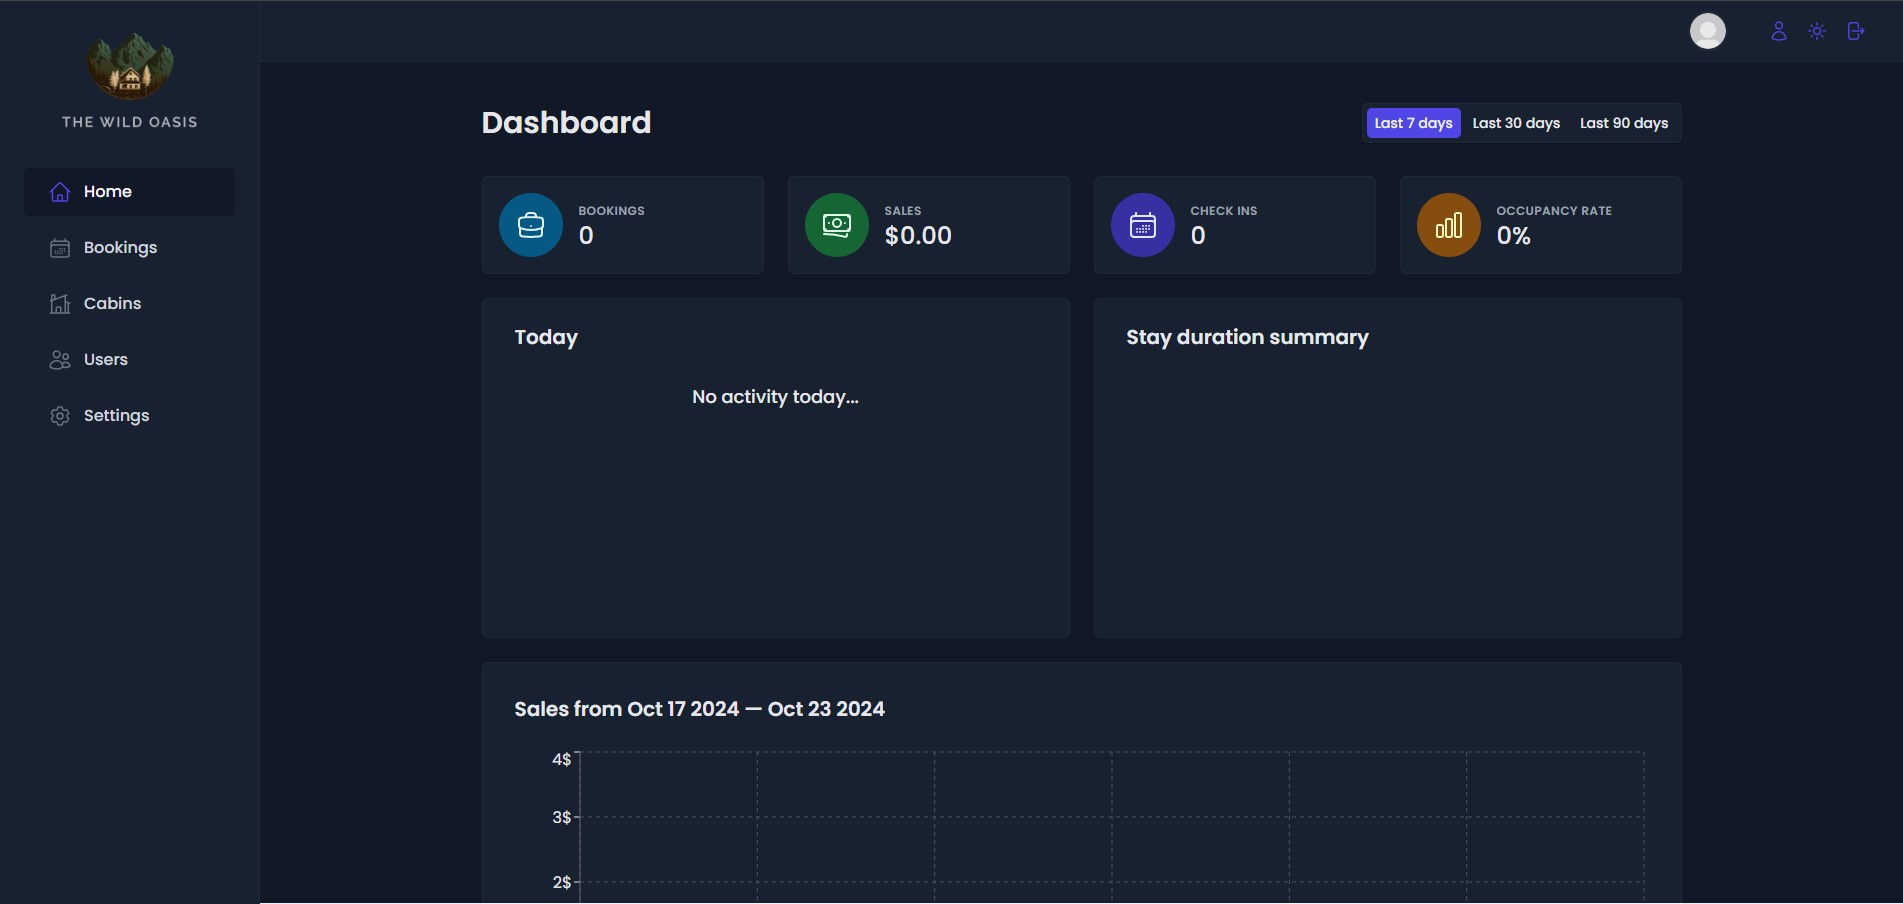 THE WILD OASIS
Home
Bookings
Cabins
Users
Settings
Dashboard
Last 7 days Last 30 days Last 90 days
BOOKINGS
0
SALES
$0.00
CHECK INS
0
OCCUPANCY RATE
0%
Today
No activity today...
Stay duration summary
Sales from Oct 17 2024 — Oct 23 2024
4$
3$
2$